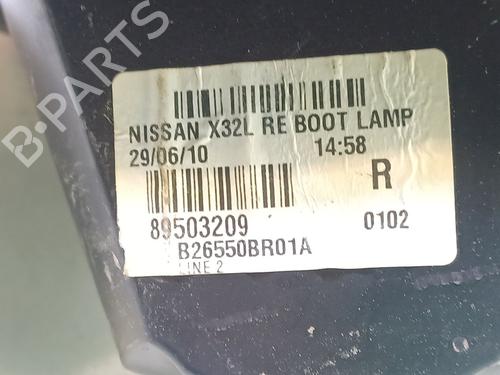 B-PARTS
NISSAN X32L RE BOOT LAMP
29/06/10 14:58
R
89503209 0102
B26550BR01A
LINE 2